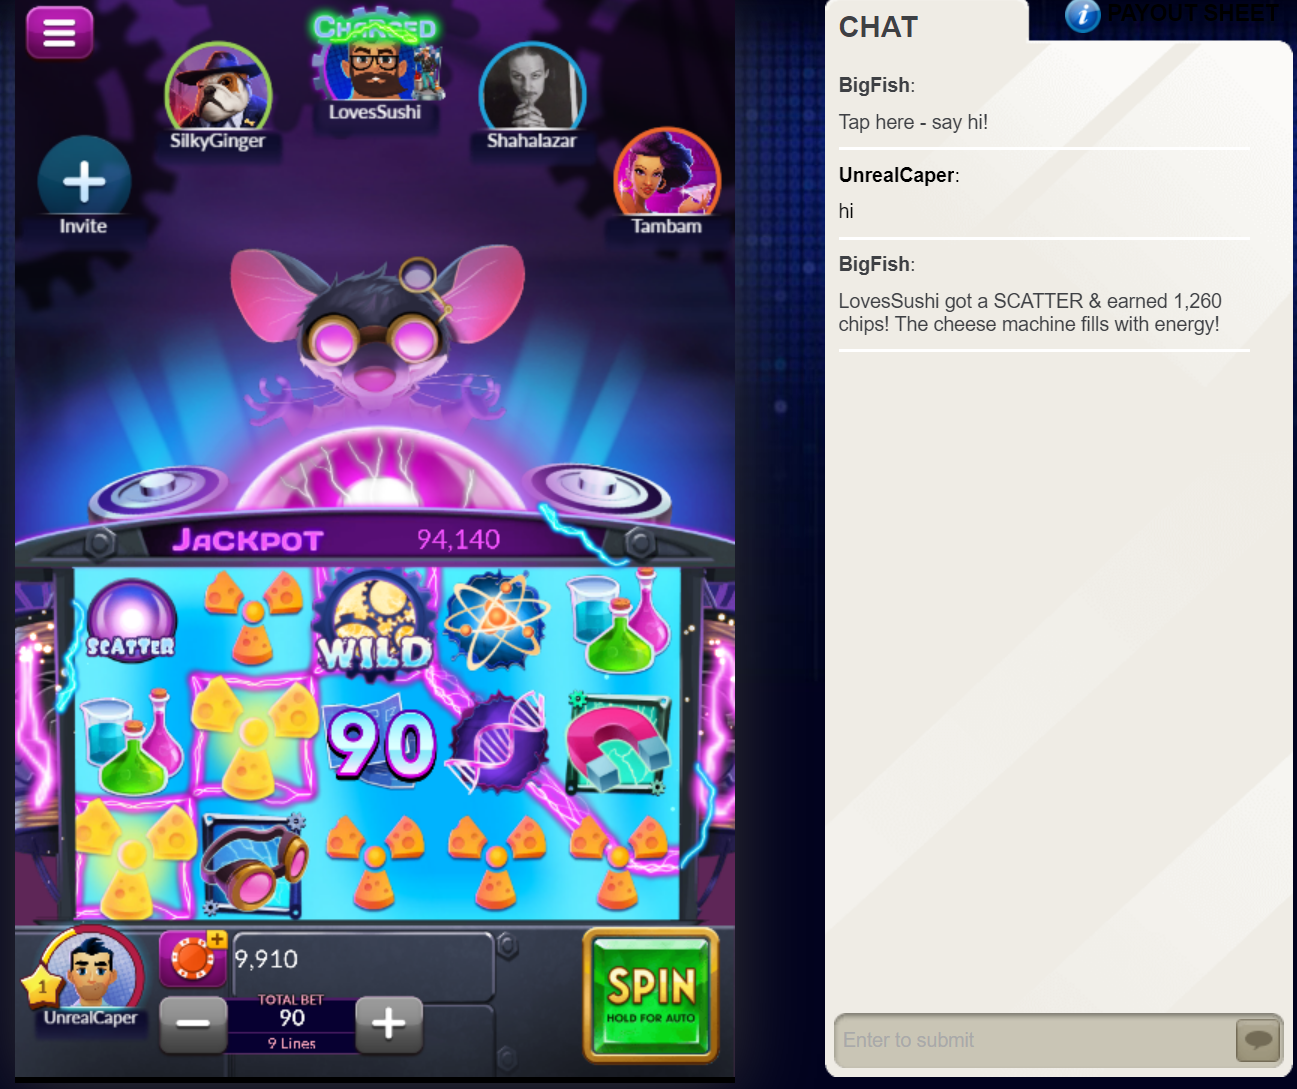 CHARGED
LovesSushi
SilkyGinger
Shahalazar
Invite
Tambam
JACKPOT 94,140
SCATTER
WILD
90
9,910
1
UnrealCaper
TOTAL BET
90
9 Lines
SPIN
HOLD FOR AUTO
CHAT
i PAYOUT SHEET
BigFish:
Tap here - say hi!
UnrealCaper:
hi
BigFish:
LovesSushi got a SCATTER & earned 1,260
chips! The cheese machine fills with energy!
Enter to submit